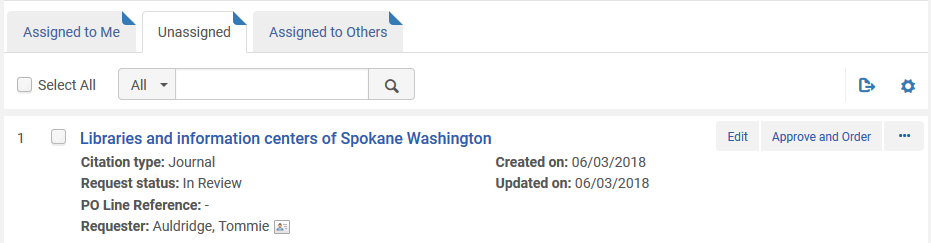 Assigned to Me Unassigned Assigned to Others
Select All All
1 Libraries and information centers of Spokane Washington Edit Approve and Order ...
Citation type: Journal Created on: 06/03/2018
Request status: In Review Updated on: 06/03/2018
PO Line Reference: -
Requester: Auldridge, Tommie